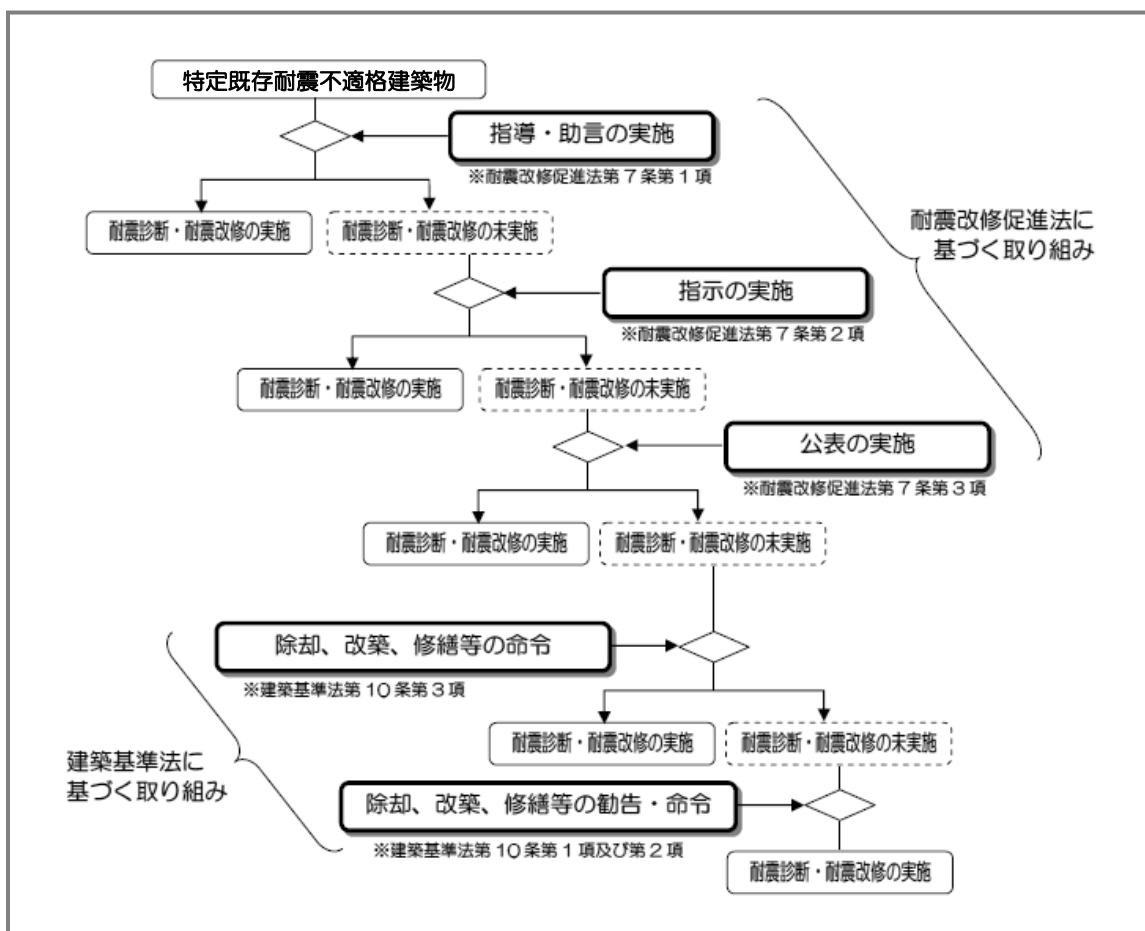 特定既存耐震不適格建築物
指導・助言の実施
※耐震改修促進法第7条第1項
耐震診断・耐震改修の実施
耐震診断・耐震改修の未実施
耐震改修促進法に
基づく取り組み
指示の実施
※耐震改修促進法第7条第2項
耐震診断・耐震改修の実施
耐震診断・耐震改修の未実施
公表の実施
※耐震改修促進法第7条第3項
耐震診断・耐震改修の実施
耐震診断・耐震改修の未実施
除却、改築、修繕等の命令
※建築基準法第10条第3項
耐震診断・耐震改修の実施
耐震診断・耐震改修の未実施
建築基準法に
基づく取り組み
除却、改築、修繕等の勧告・命令
※建築基準法第10条第1項及び第2項
耐震診断・耐震改修の実施